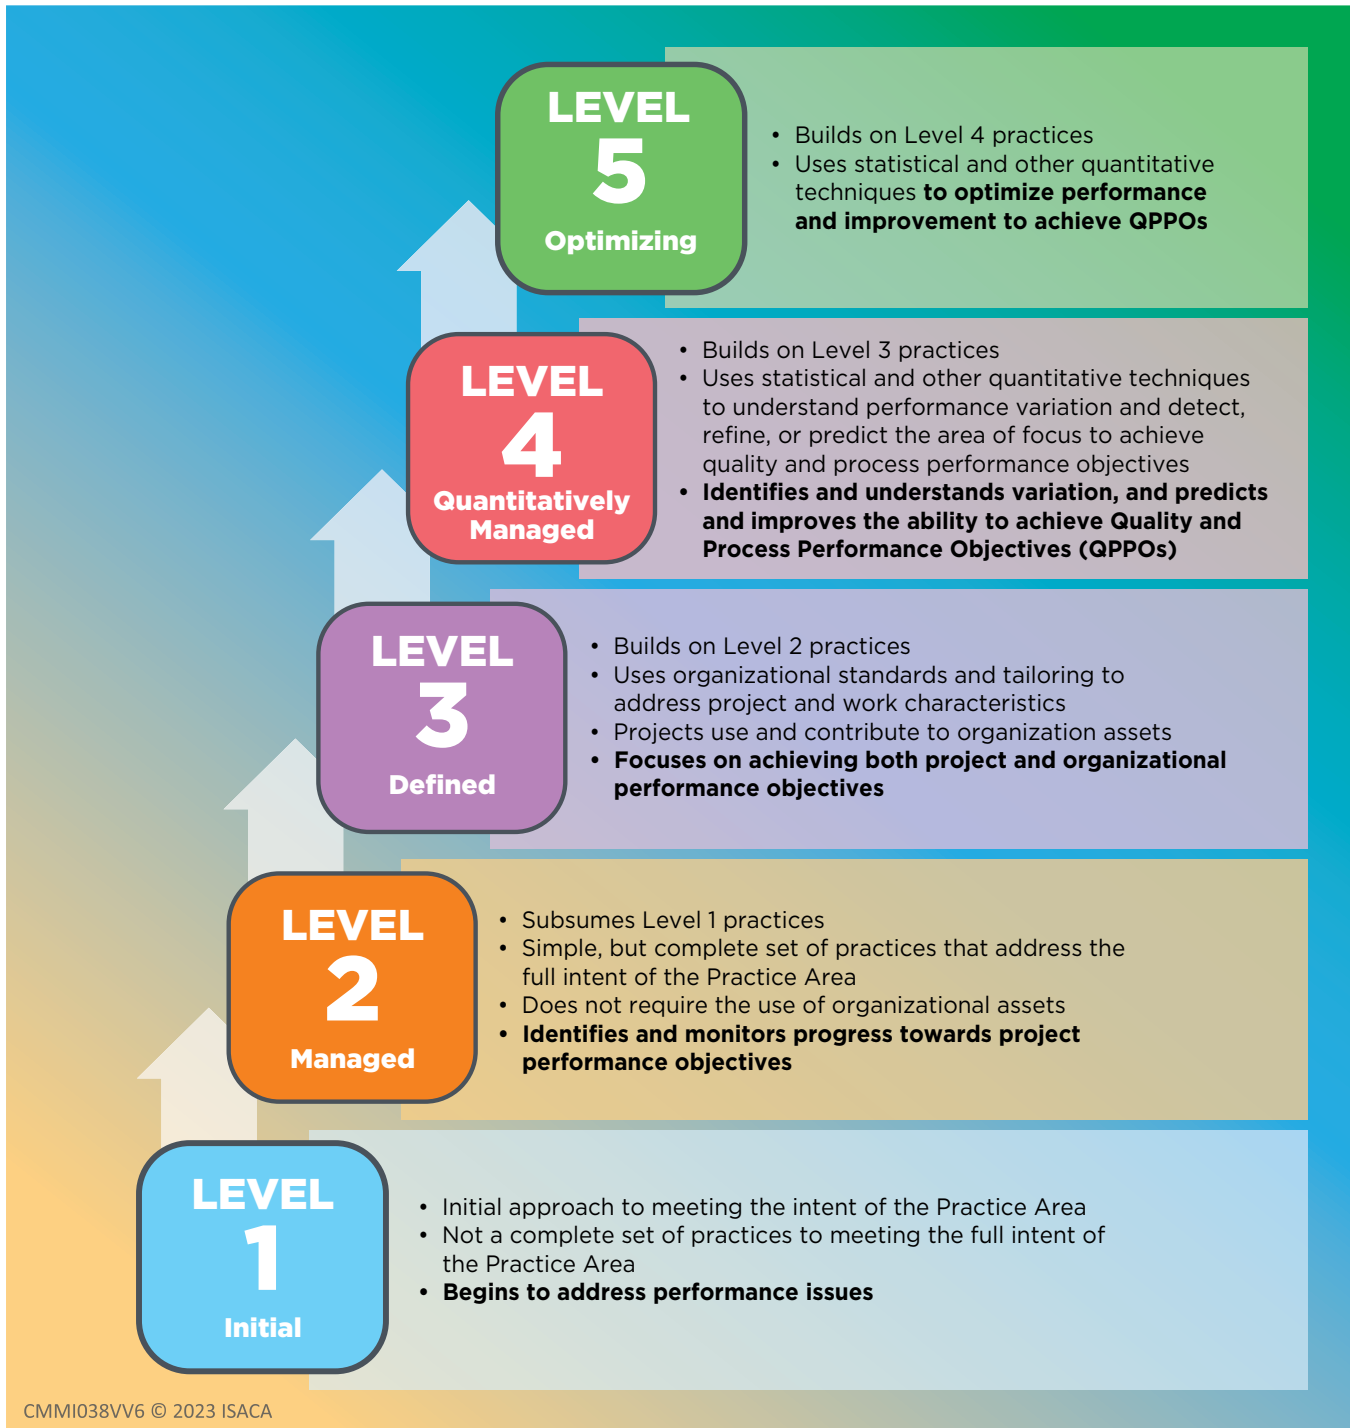 LEVEL
5
Optimizing
• Builds on Level 4 practices
• Uses statistical and other quantitative
techniques to optimize performance
and improvement to achieve QPPOs
LEVEL
4
Quantitatively
Managed
• Builds on Level 3 practices
• Uses statistical and other quantitative techniques
to understand performance variation and detect,
refine, or predict the area of focus to achieve
quality and process performance objectives
• Identifies and understands variation, and predicts
and improves the ability to achieve Quality and
Process Performance Objectives (QPPOs)
LEVEL
3
Defined
• Builds on Level 2 practices
• Uses organizational standards and tailoring to
address project and work characteristics
• Projects use and contribute to organization assets
• Focuses on achieving both project and organizational
performance objectives
LEVEL
2
Managed
• Subsumes Level 1 practices
• Simple, but complete set of practices that address the
full intent of the Practice Area
• Does not require the use of organizational assets
• Identifies and monitors progress towards project
performance objectives
LEVEL
1
Initial
• Initial approach to meeting the intent of the Practice Area
• Not a complete set of practices to meeting the full intent of
the Practice Area
• Begins to address performance issues
CMMI038VV6 © 2023 ISACA